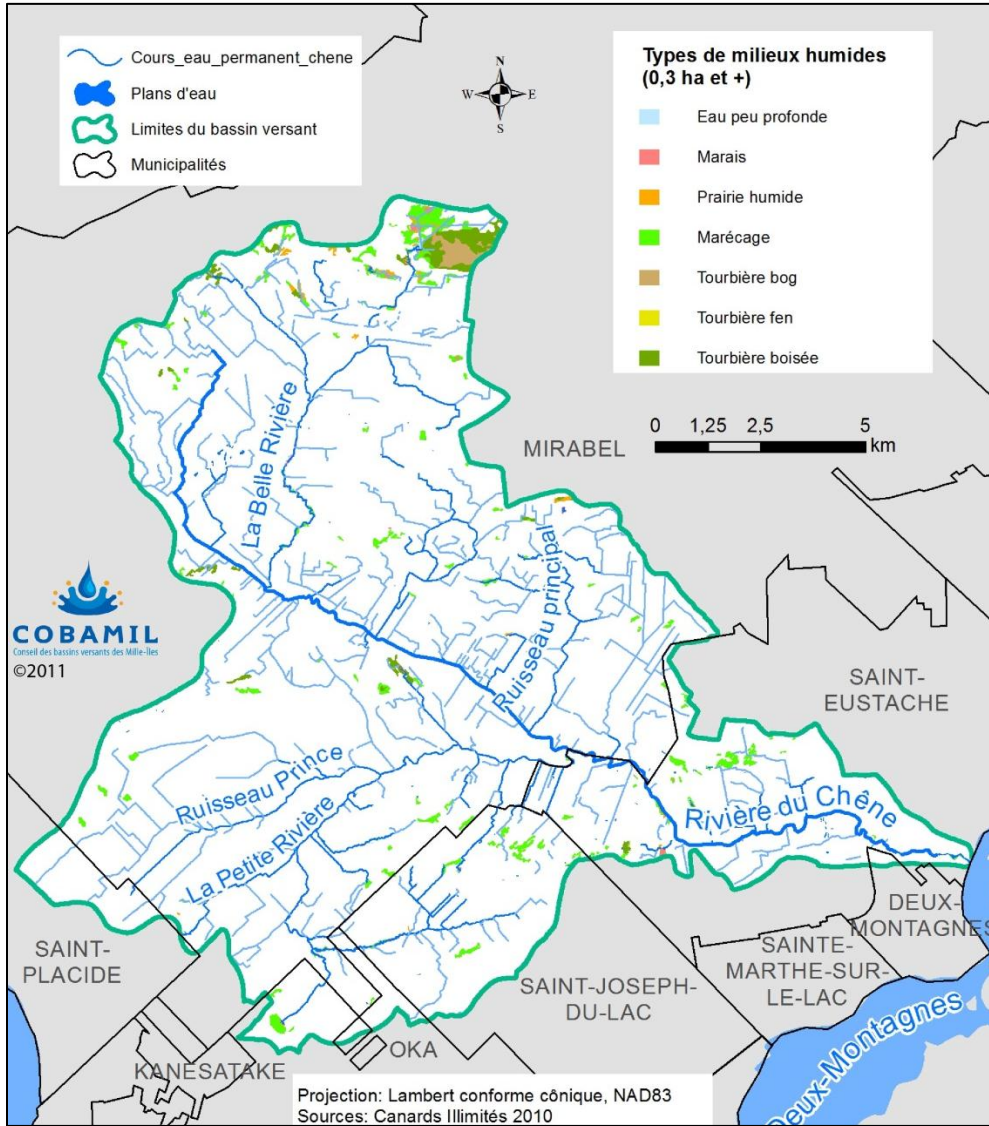 Cours_eau_permanent_chene
Plans d'eau
Limites du bassin versant
Municipalités
N
W
E
S
Types de milieux humides
(0,3 ha et +)
Eau peu profonde
Marais
Prairie humide
Marécage
Tourbière bog
Tourbière fen
Tourbière boisée
0 1,25 2,5 5
km
MIRABEL
La Belle Rivière
Ruisseau principal
COBAMIL
Conseil des bassins versants des Mille-Îles
©2011
SAINT-
EUSTACHE
Ruisseau Prince
La Petite Rivière
Rivière du Chêne
SAINT-
PLACIDE
DEUX-
MONTAGNES
SAINTE-
MARTHE-SUR-
LE-LAC
SAINT-JOSEPH-
DU-LAC
OKA
KANESATAKE
Deux-Montagnes
Projection: Lambert conforme cônique, NAD83
Sources: Canards Illimités 2010